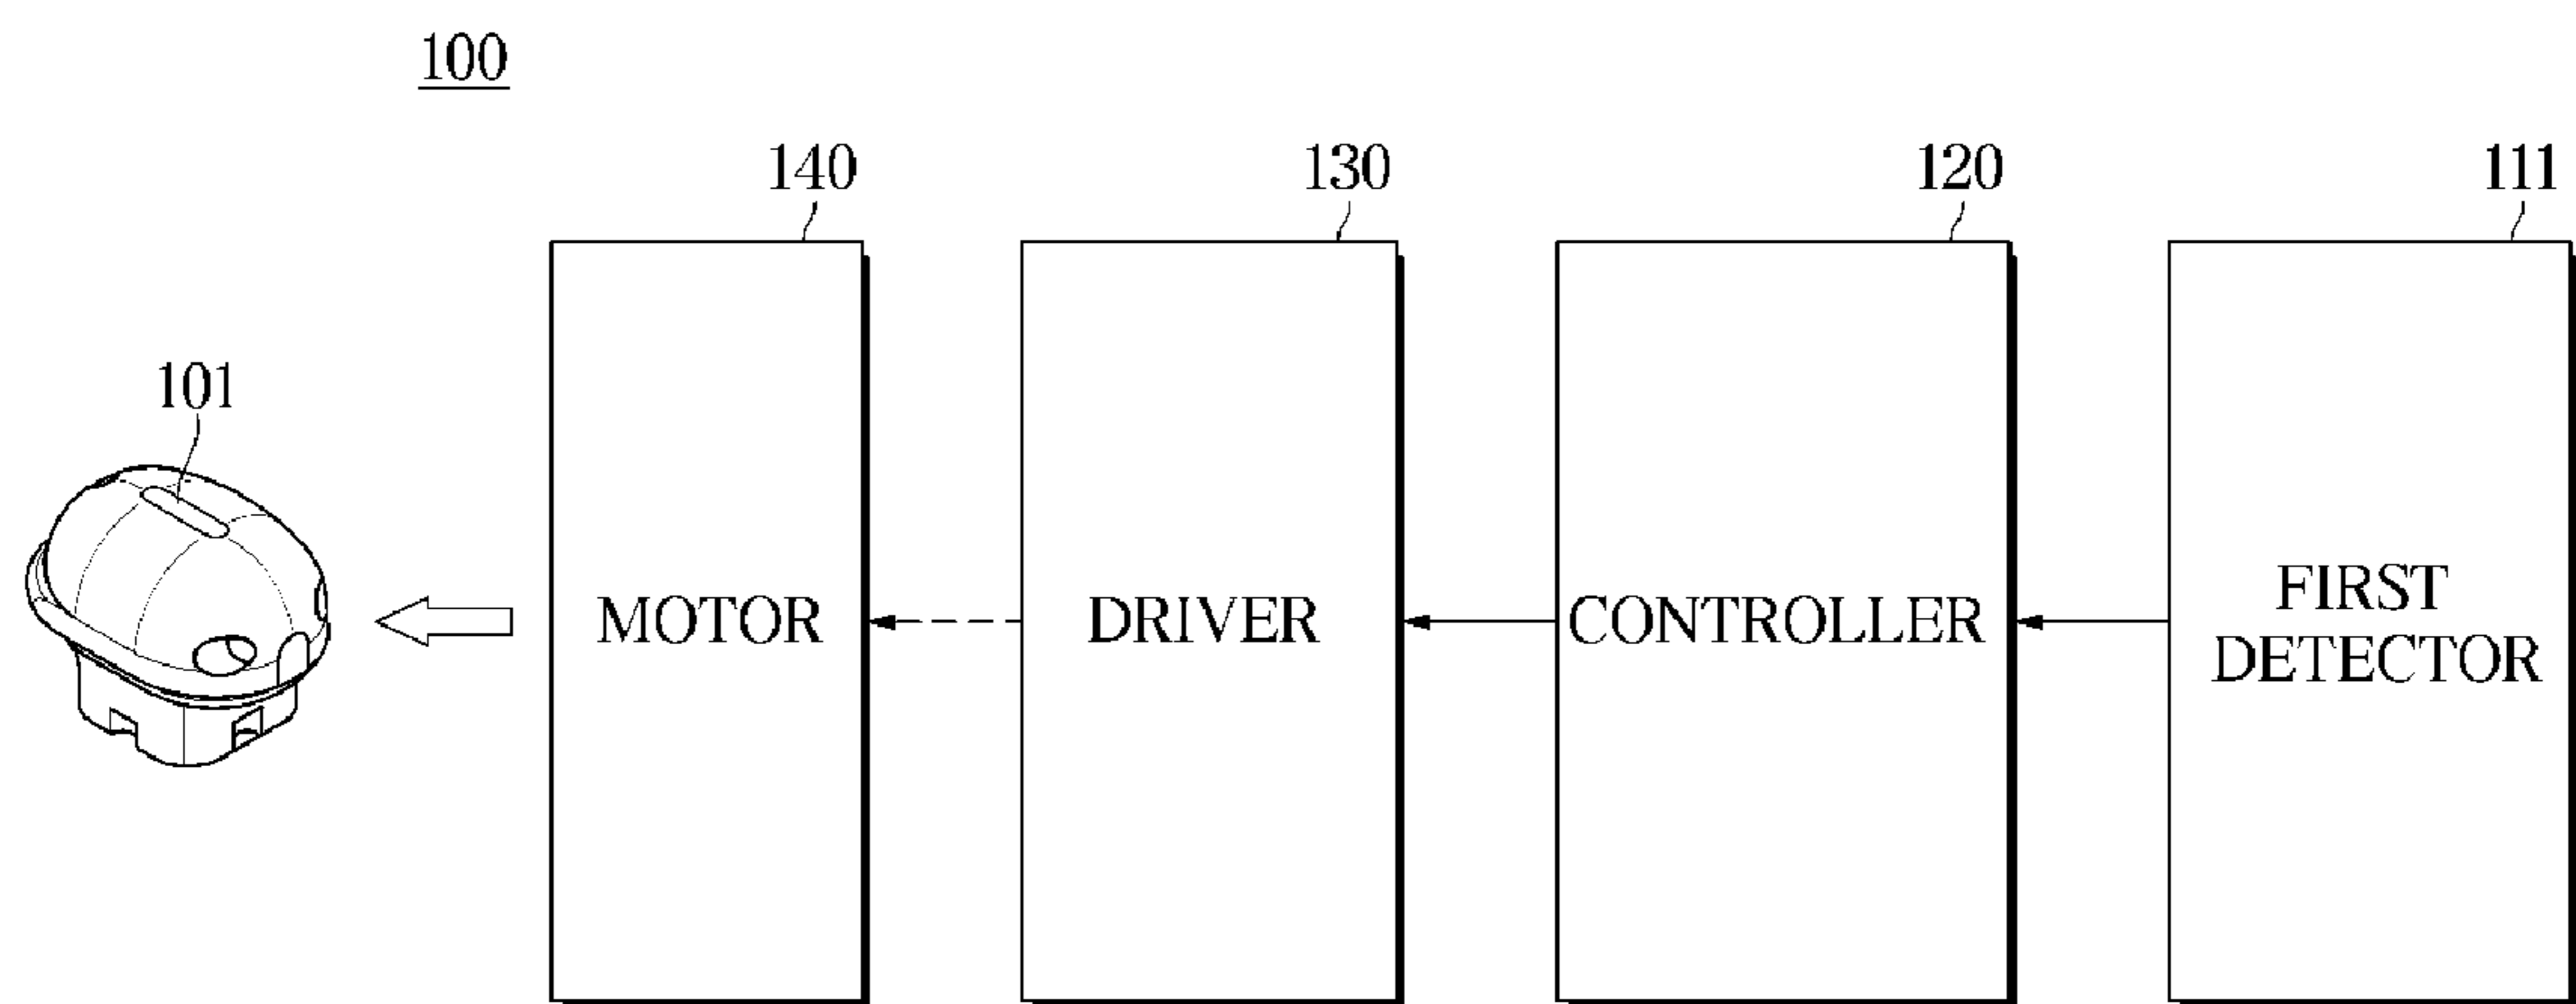 100
140 130 120 111
101
MOTOR DRIVER CONTROLLER FIRST
DETECTOR